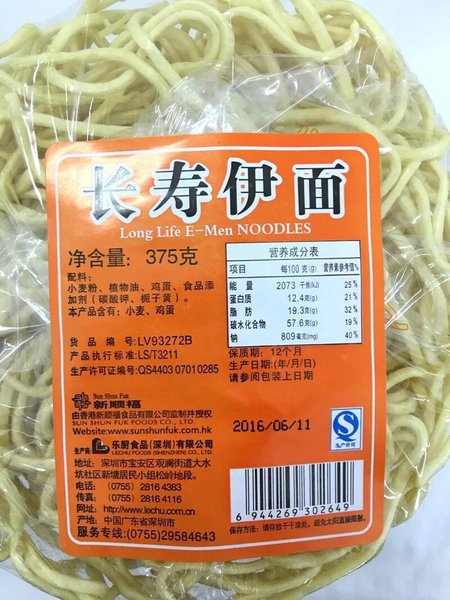 长寿伊面
Long Life E-Men NOODLES
净含量: 375克
配料:
小麦粉、植物油、鸡蛋、食品添
加剂 (碳酸钾、栀子黄)。
本产品含有: 小麦、鸡蛋
货 品 编 号:LV93272B
产品执行标准:LS/T3211
生产许可证编号:QS4403 0701 0285
营养成分表
项目 每100 克(g) 营养素参考值%
能 量 2073 千焦(kJ) 25%
蛋白质 12.4克(g) 21%
脂 肪 19.3克(g) 32%
碳水化合物 57.6克(g) 19%
钠 809毫克(mg) 40%
保质期: 12个月
生产日期:(年/月/日)
请参阅包装上日期
Sun Shun Fuk
新顺福
由香港新顺福食品有限公司监制并授权
SUN SHUN FUK FOODS CO., LTD.
Website:www.sunshunfuk.com.hk
2016/06/11
QS
生产许可
生产商: 乐厨食品(深圳)有限公司
LECHU FOODS (SHENZHEN) CO., LTD.
地址: 深圳市宝安区观澜街道大水
坑社区新塘居民小组松岭地段。
电话: (0755) 2816 4383
传真: (0755) 2816 4116
网址: http://www.lechu.com.cn
产地: 中国广东省深圳市
服务专线:(0755)29584643
6 944269 302649
保存方法: 请存放于干凉处, 避免太阳直接照射。